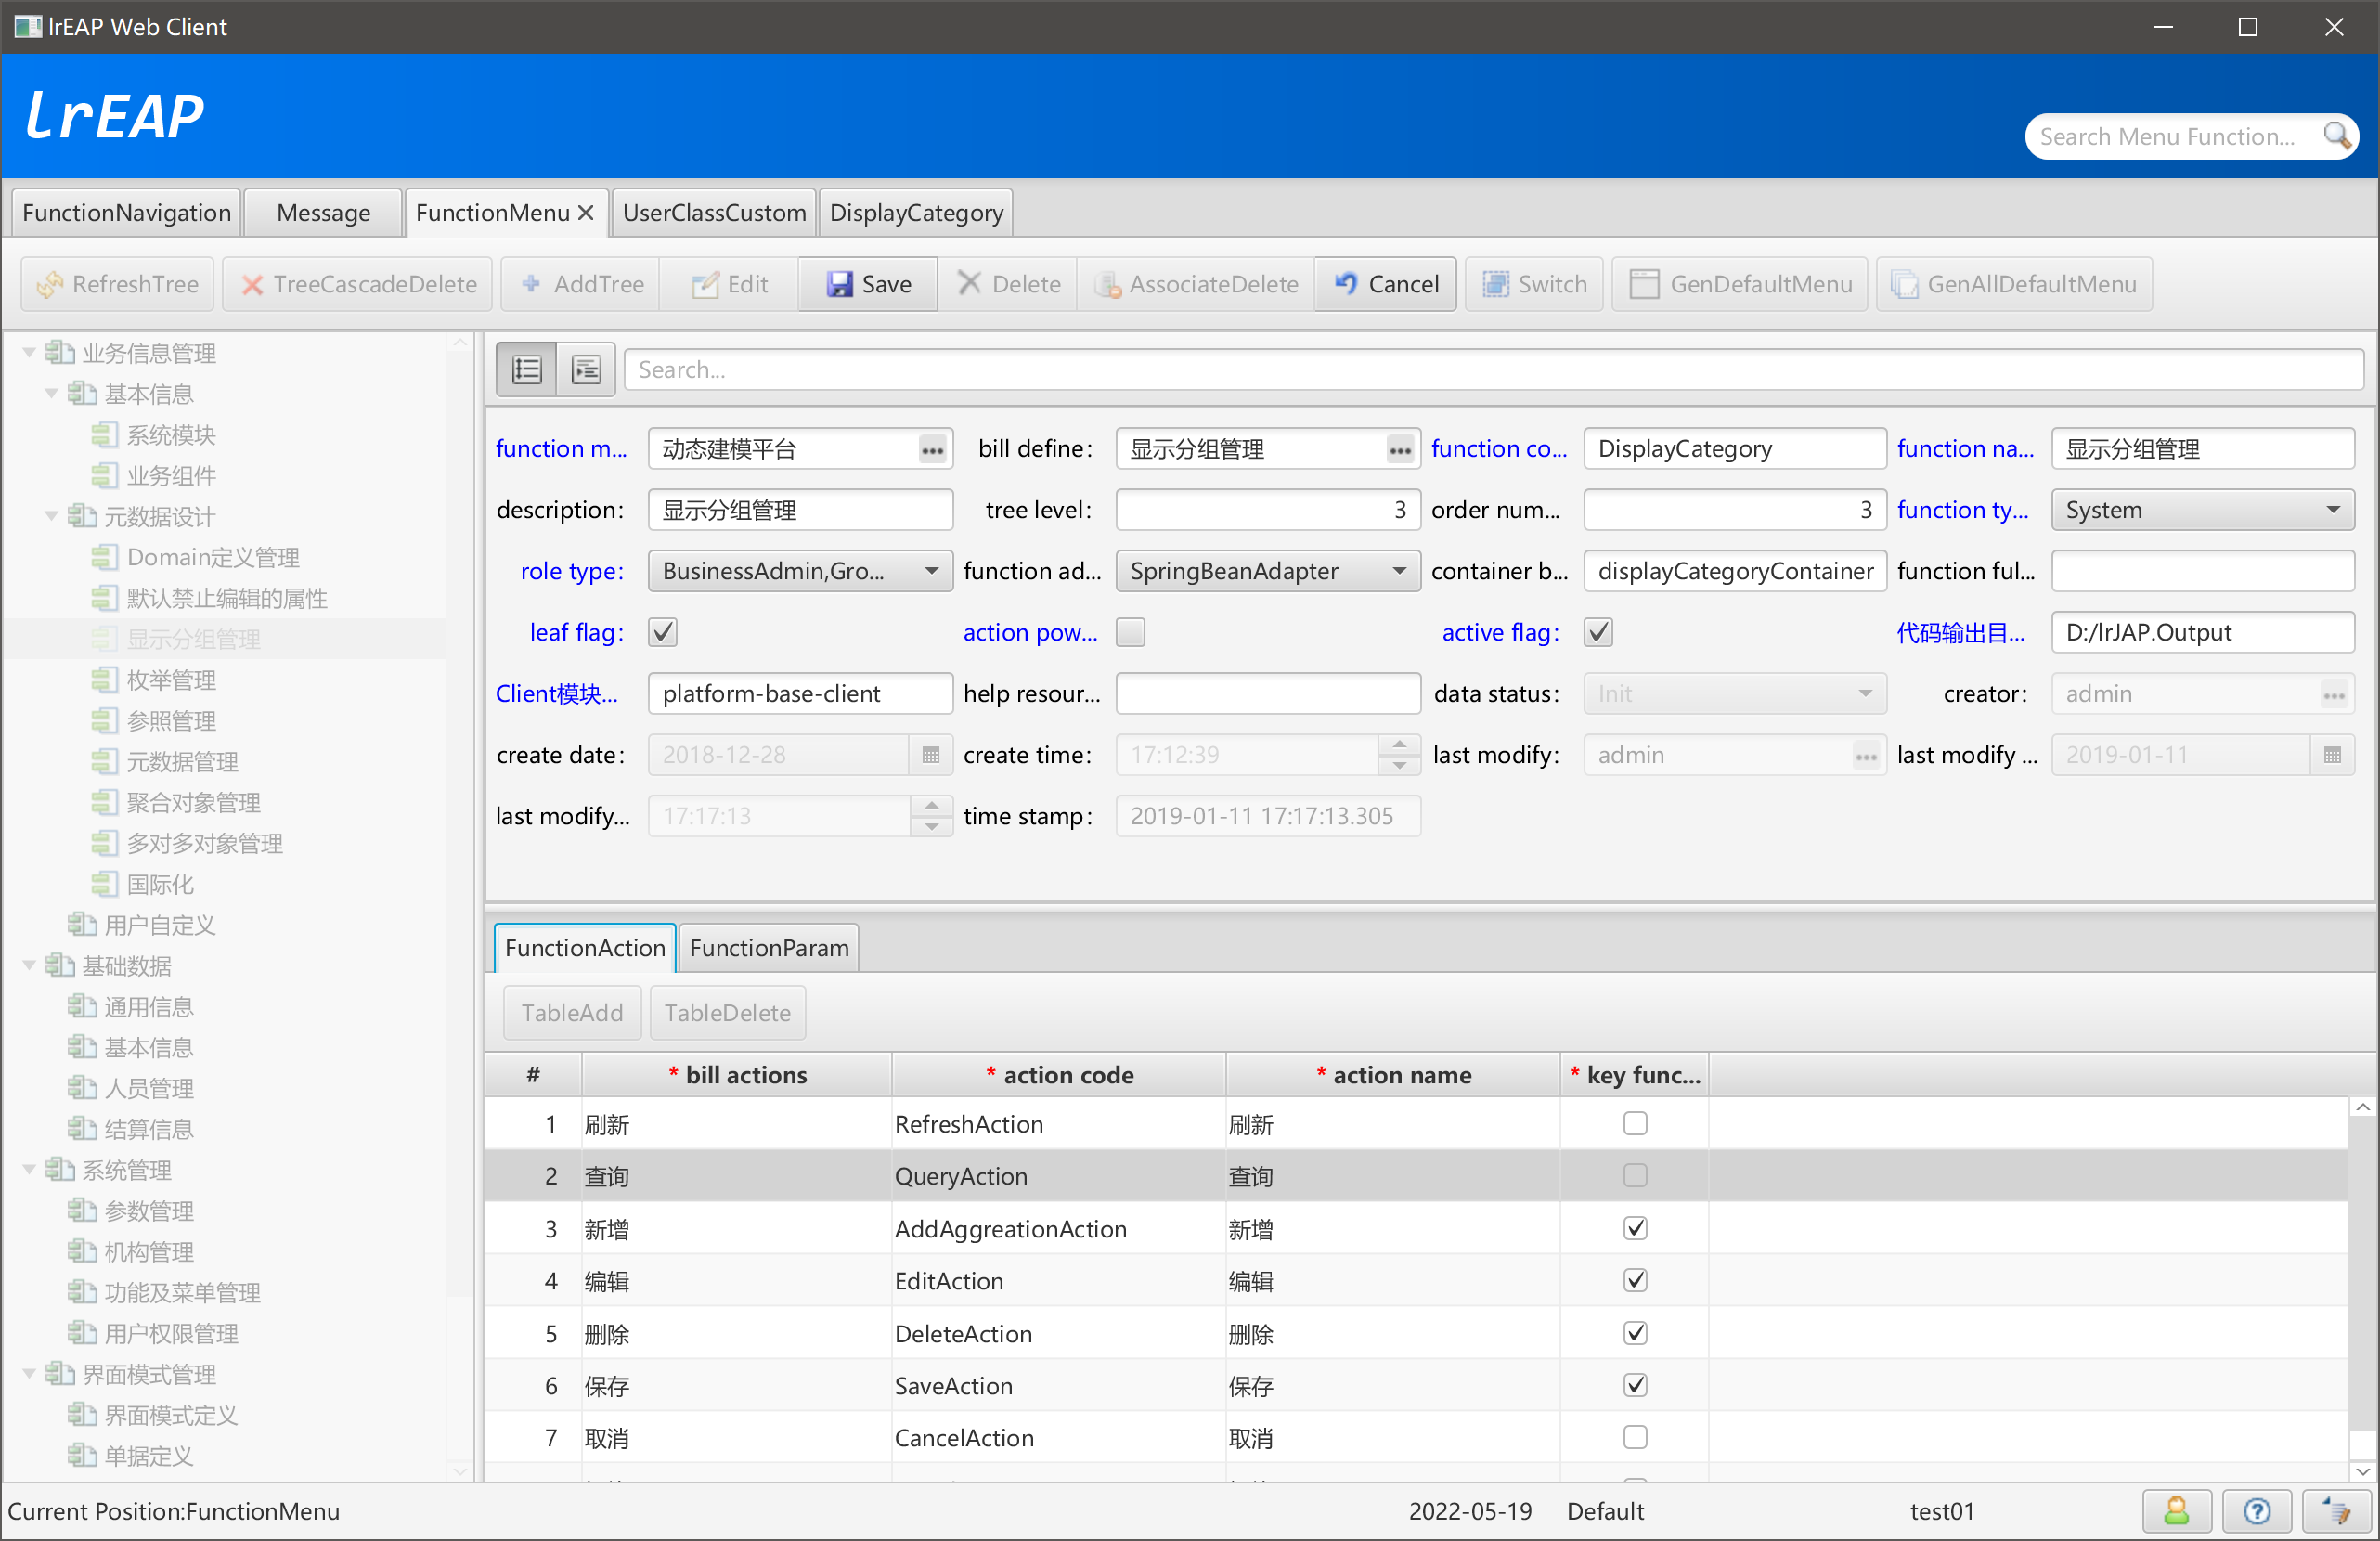 lrEAP Web Client
lrEAP
Search Menu Function...
FunctionNavigation Message FunctionMenu UserClassCustom DisplayCategory
RefreshTree TreeCascadeDelete AddTree Edit Save Delete AssociateDelete Cancel Switch GenDefaultMenu GenAllDefaultMenu
业务信息管理
基本信息
系统模块
业务组件
元数据设计
Domain定义管理
默认禁止编辑的属性
显示分组管理
枚举管理
参照管理
元数据管理
聚合对象管理
多对多对象管理
国际化
用户自定义
基础数据
通用信息
基本信息
人员管理
结算信息
系统管理
参数管理
机构管理
功能及菜单管理
用户权限管理
界面模式管理
界面模式定义
单据定义
Search...
function m... 动态建模平台 bill define: 显示分组管理 function co... DisplayCategory function na... 显示分组管理
description: 显示分组管理 tree level: 3 order num... 3 function ty... System
role type: BusinessAdmin,Gro... function ad... SpringBeanAdapter container b... displayCategoryContainer function ful...
leaf flag: action pow... active flag: 代码输出目... D:/lrJAP.Output
Client模块... platform-base-client help resour... data status: Init creator: admin
create date: 2018-12-28 create time: 17:12:39 last modify: admin last modify ... 2019-01-11
last modify... 17:17:13 time stamp: 2019-01-11 17:17:13.305
FunctionAction FunctionParam
TableAdd TableDelete
# * bill actions * action code * action name * key func...
1 刷新 RefreshAction 刷新
2 查询 QueryAction 查询
3 新增 AddAggreationAction 新增
4 编辑 EditAction 编辑
5 删除 DeleteAction 删除
6 保存 SaveAction 保存
7 取消 CancelAction 取消
Current Position:FunctionMenu 2022-05-19 Default test01